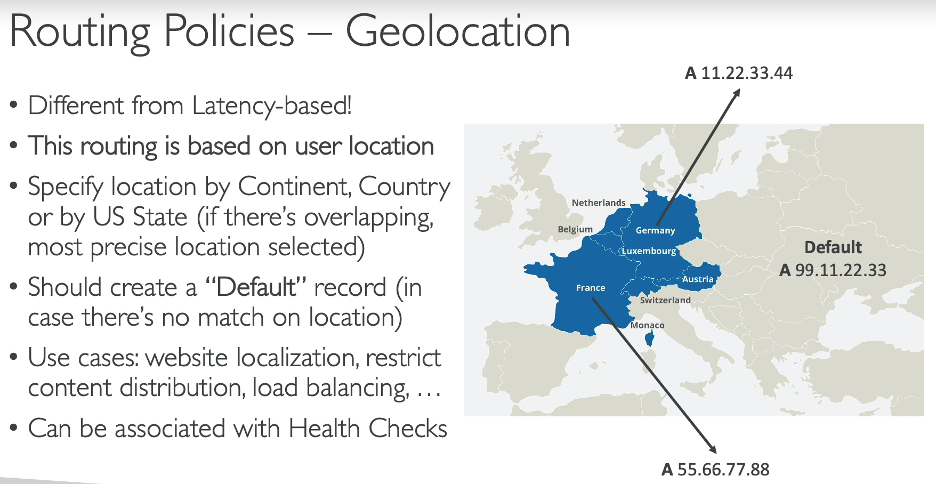 Routing Policies – Geolocation
• Different from Latency-based!
• This routing is based on user location
• Specify location by Continent, Country
or by US State (if there's overlapping,
most precise location selected)
• Should create a “Default” record (in
case there's no match on location)
• Use cases: website localization, restrict
content distribution, load balancing, …
• Can be associated with Health Checks
A 11.22.33.44
Netherlands
Belgium
Germany
Luxembourg
Default
A 99.11.22.33
Austria
France
Switzerland
Monaco
A 55.66.77.88